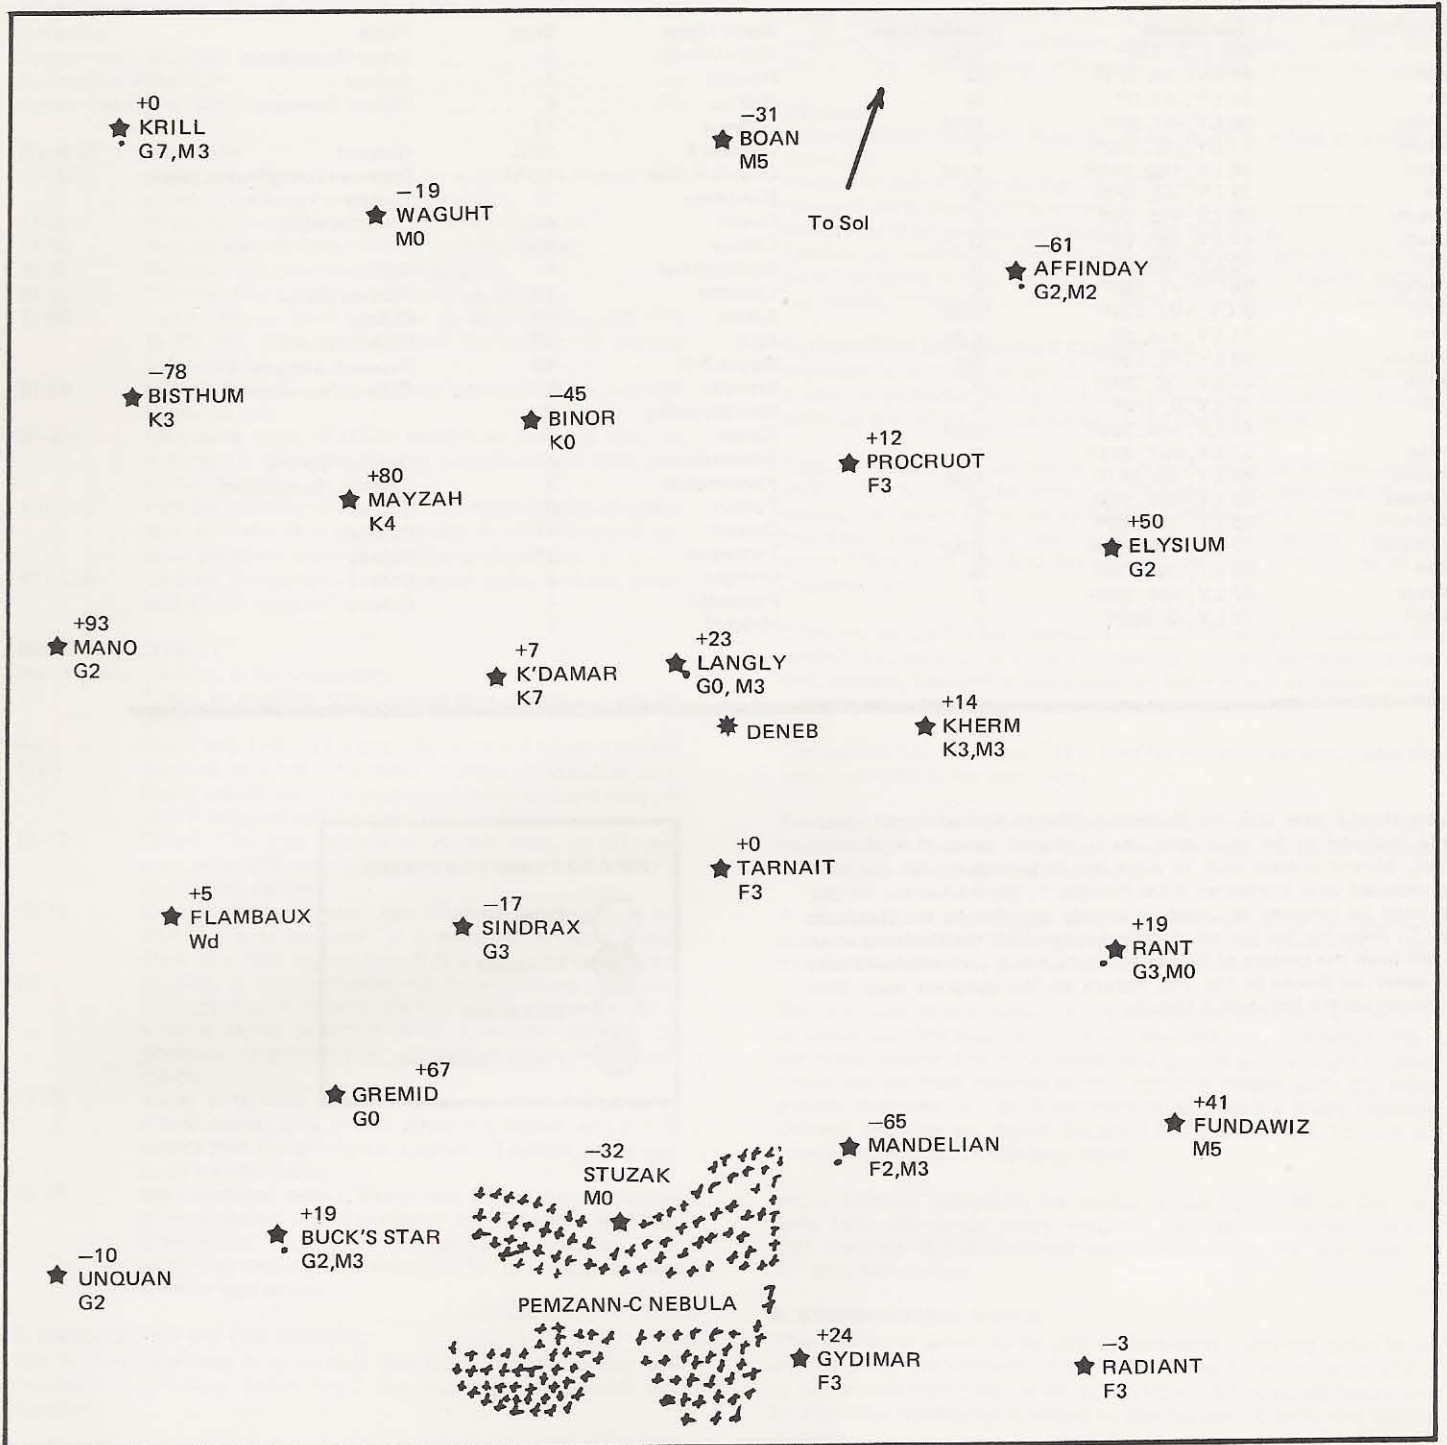 +0
KRILL
G7,M3
−31
BOAN
M5
To Sol
−19
WAGUHT
M0
−61
AFFINDAY
G2,M2
−78
BISTHUM
K3
−45
BINOR
K0
+12
PROCRUOT
F3
+80
MAYZAH
K4
+50
ELYSIUM
G2
+93
MANO
G2
+7
K'DAMAR
K7
+23
LANGLY
G0, M3
+14
KHERM
K3,M3
DENEB
+0
TARNAIT
F3
+5
FLAMBAUX
Wd
−17
SINDRAX
G3
+19
RANT
G3,M0
+67
GREMID
G0
−32
STUZAK
M0
−65
MANDELIAN
F2,M3
+41
FUNDAWIZ
M5
+19
BUCK'S STAR
G2,M3
−10
UNQUAN
G2
PEMZANN-C NEBULA
+24
GYDIMAR
F3
−3
RADIANT
F3